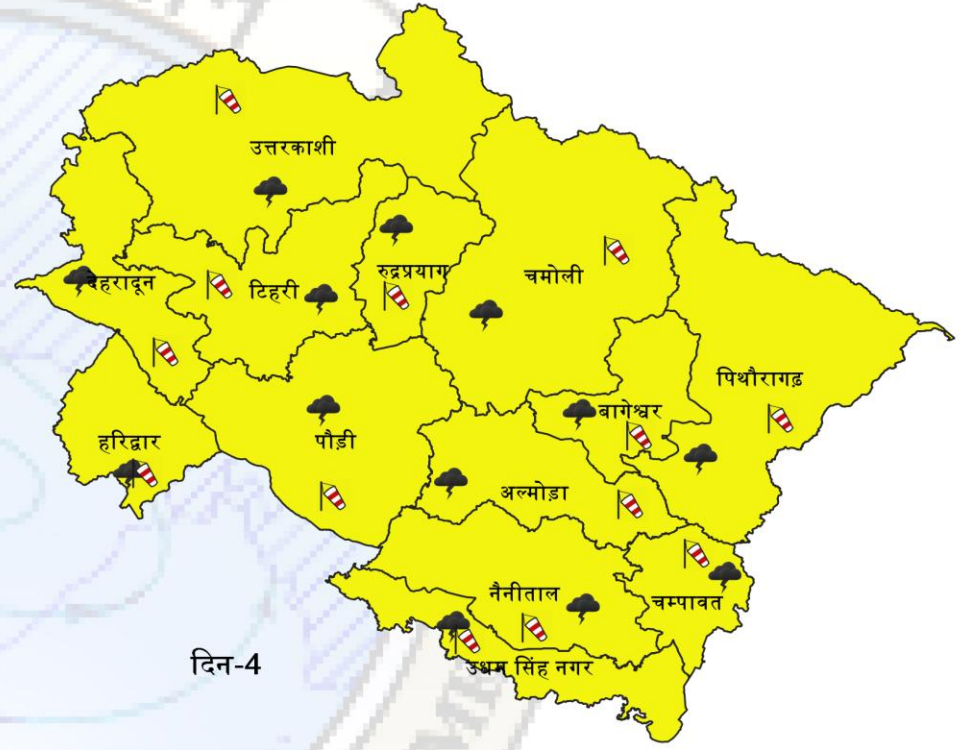 उत्तरकाशी
देहरादून
टिहरी
रुद्रप्रयाग
चमोली
पिथौरागढ़
हरिद्वार
पौड़ी
बागेश्वर
अल्मोड़ा
नैनीताल
चम्पावत
उधम सिंह नगर
दिन-4